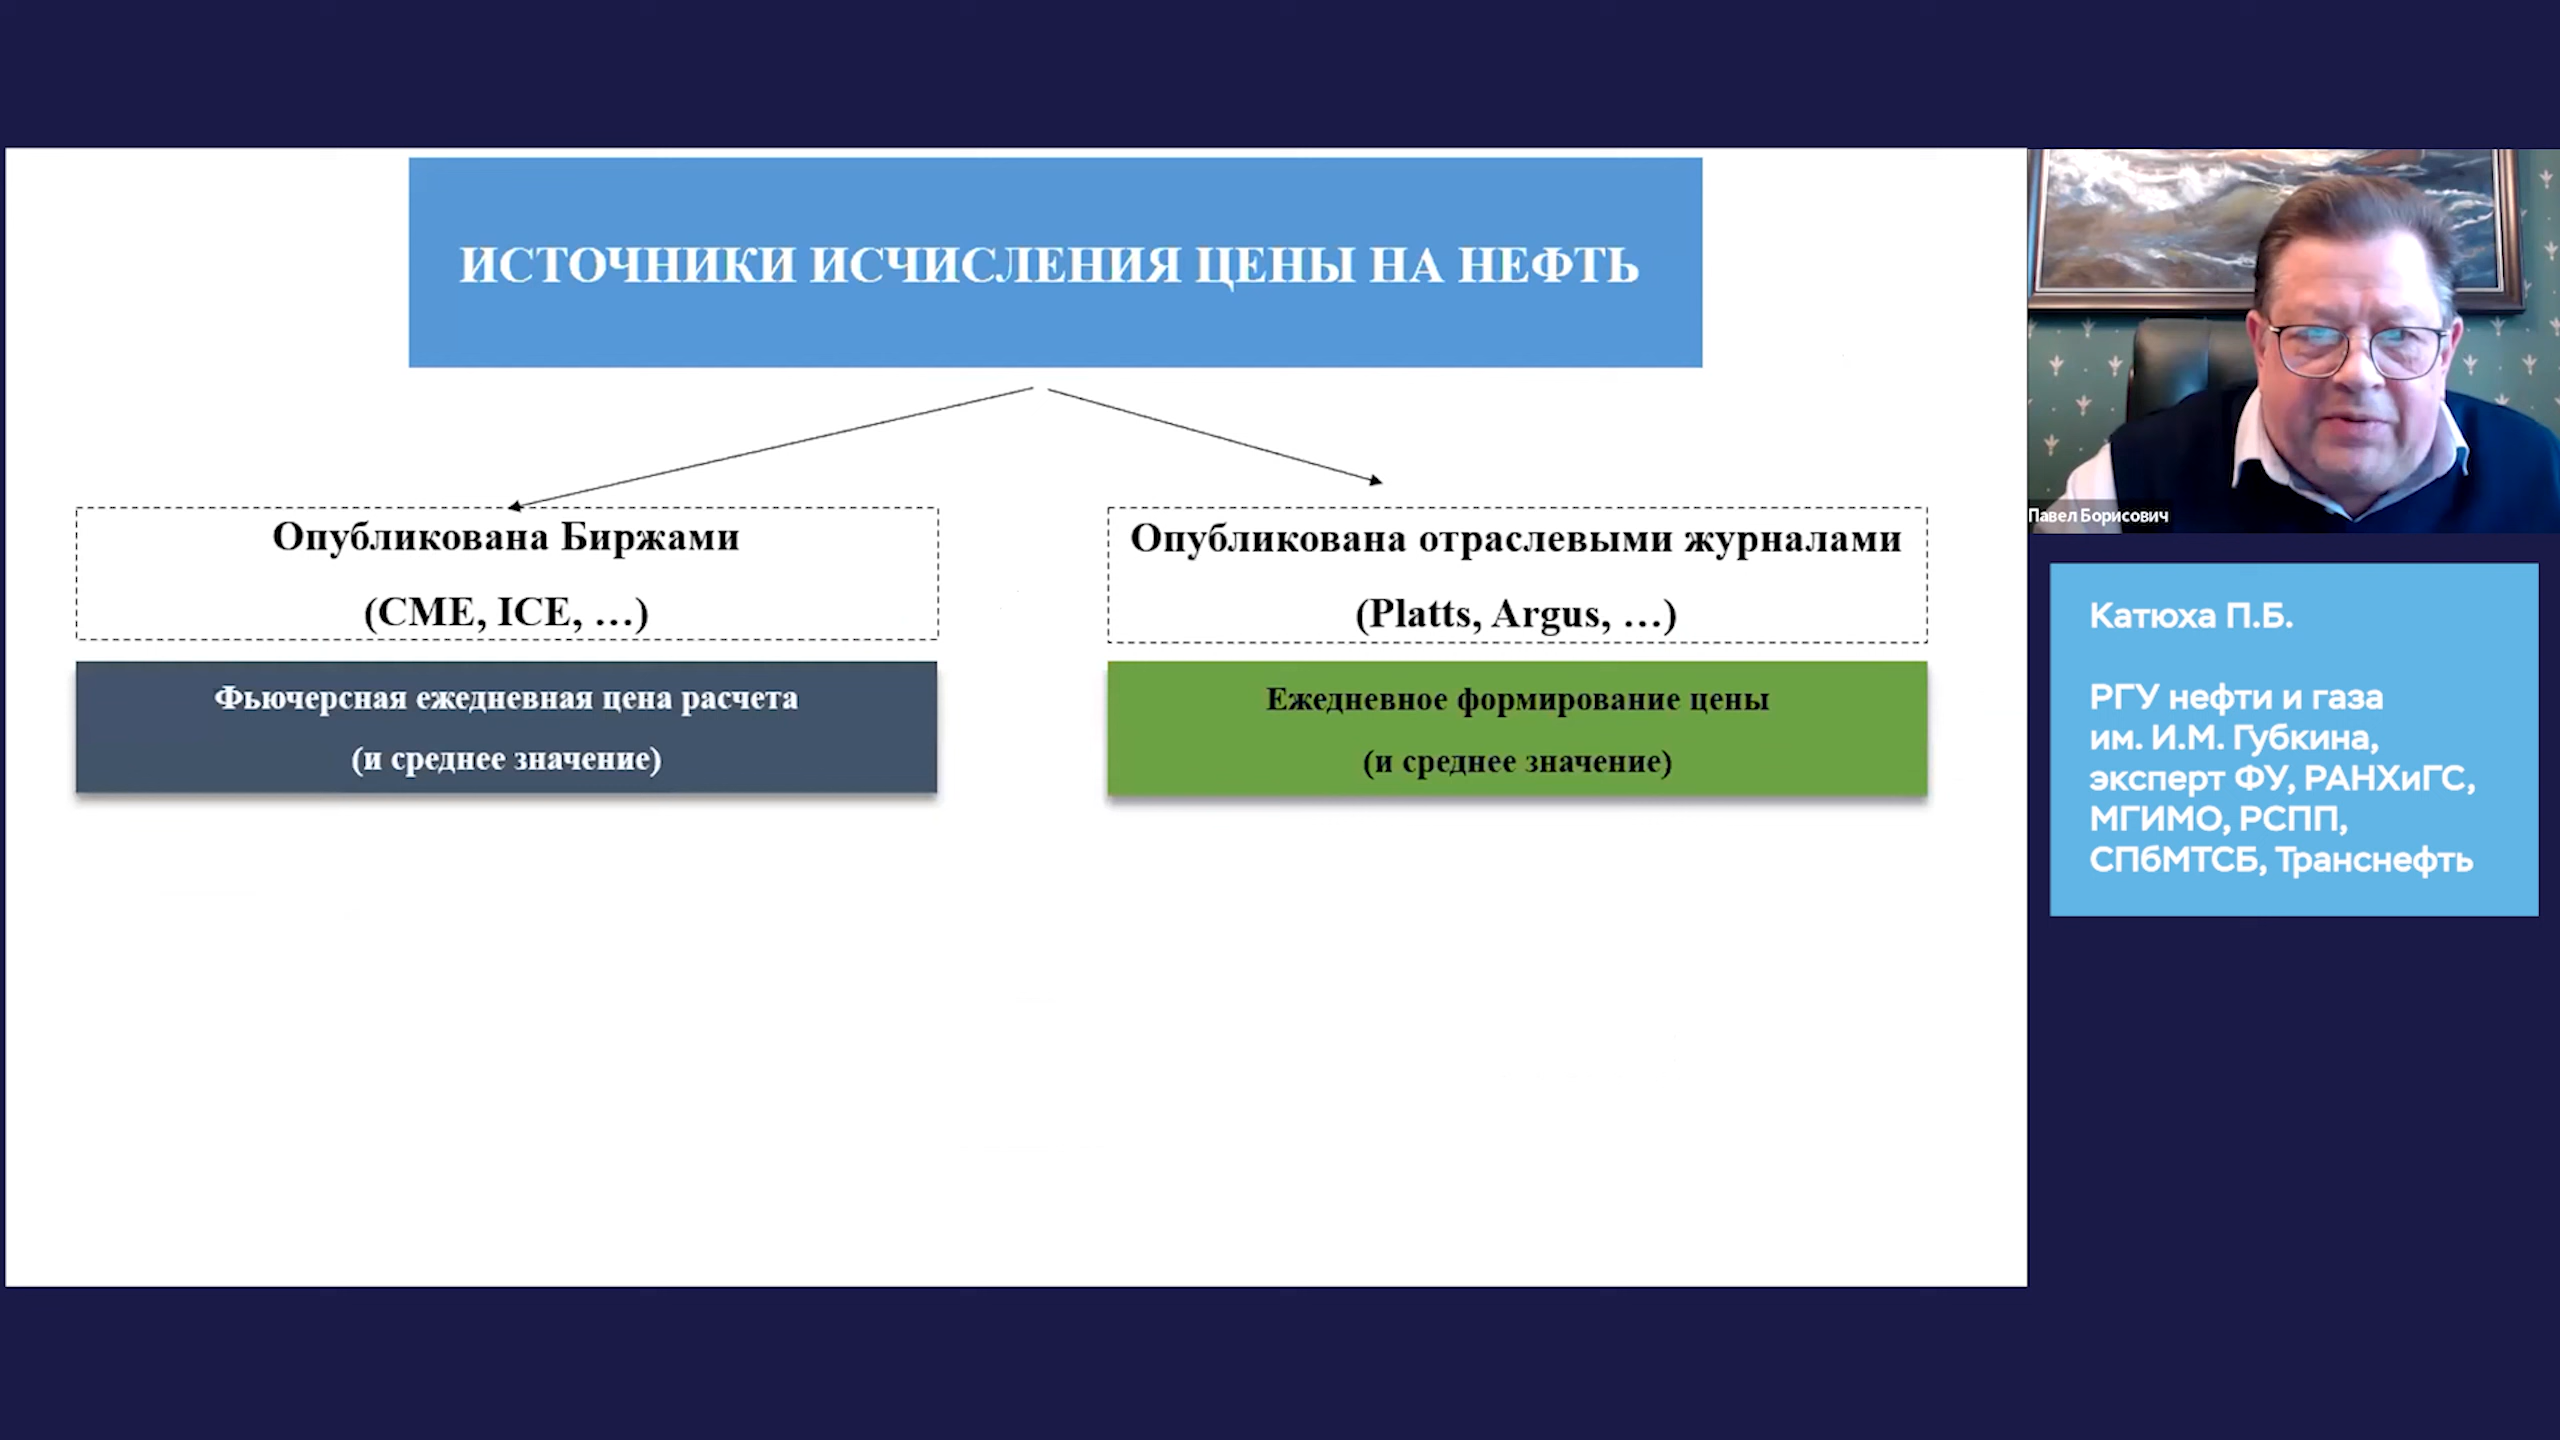 ИСТОЧНИКИ ИСЧИСЛЕНИЯ ЦЕНЫ НА НЕФТЬ
Опубликована Биржами
(CME, ICE, …)
Фьючерсная ежедневная цена расчета
(и среднее значение)
Опубликована отраслевыми журналами
(Platts, Argus, …)
Ежедневное формирование цены
(и среднее значение)
Павел Борисович
Катюха П.Б.
РГУ нефти и газа
им. И.М. Губкина,
эксперт ФУ, РАНХиГС,
МГИМО, РСПП,
СПбМТСБ, Транснефть